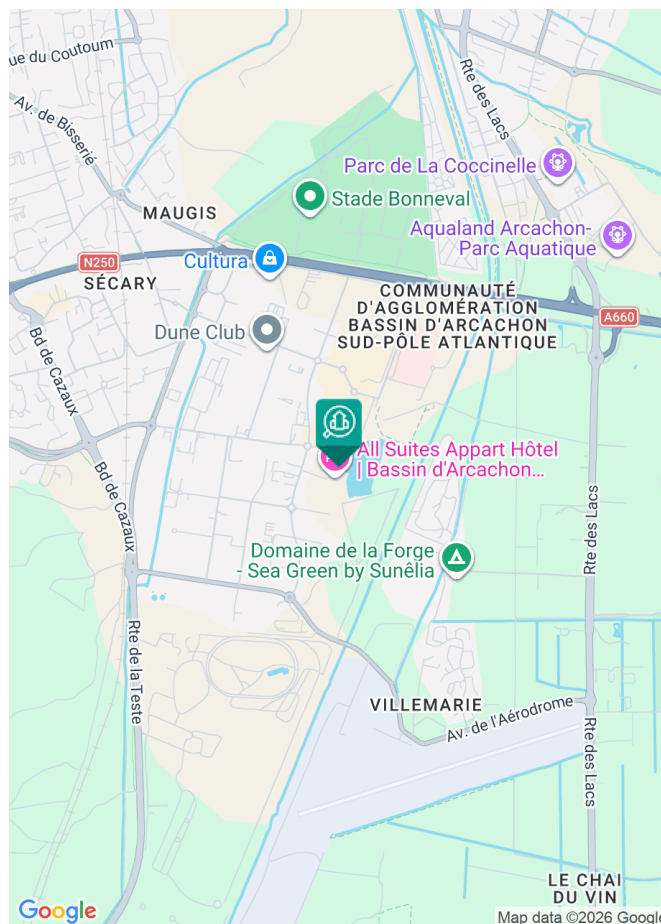 ue du Coutoum
Av. de Bisserié
Rte des Lacs
Parc de La Coccinelle
Stade Bonneval
MAUGIS
Aqualand Arcachon-
Parc Aquatique
N250
Cultura
SÉCARY
COMMUNAUTÉ
D'AGGLOMÉRATION
BASSIN D'ARCACHON
SUD-PÔLE ATLANTIQUE
A660
Dune Club
Bd de Cazaux
All Suites Appart Hôtel
| Bassin d'Arcachon...
Bd de Cazaux
Rte des Lacs
Domaine de la Forge
- Sea Green by Sunêlia
Rte de la Teste
VILLEMARIE
Av. de l'Aérodrome
Rte des Lacs
LE CHAI
DU VIN
Google
Map data ©2026 Googl